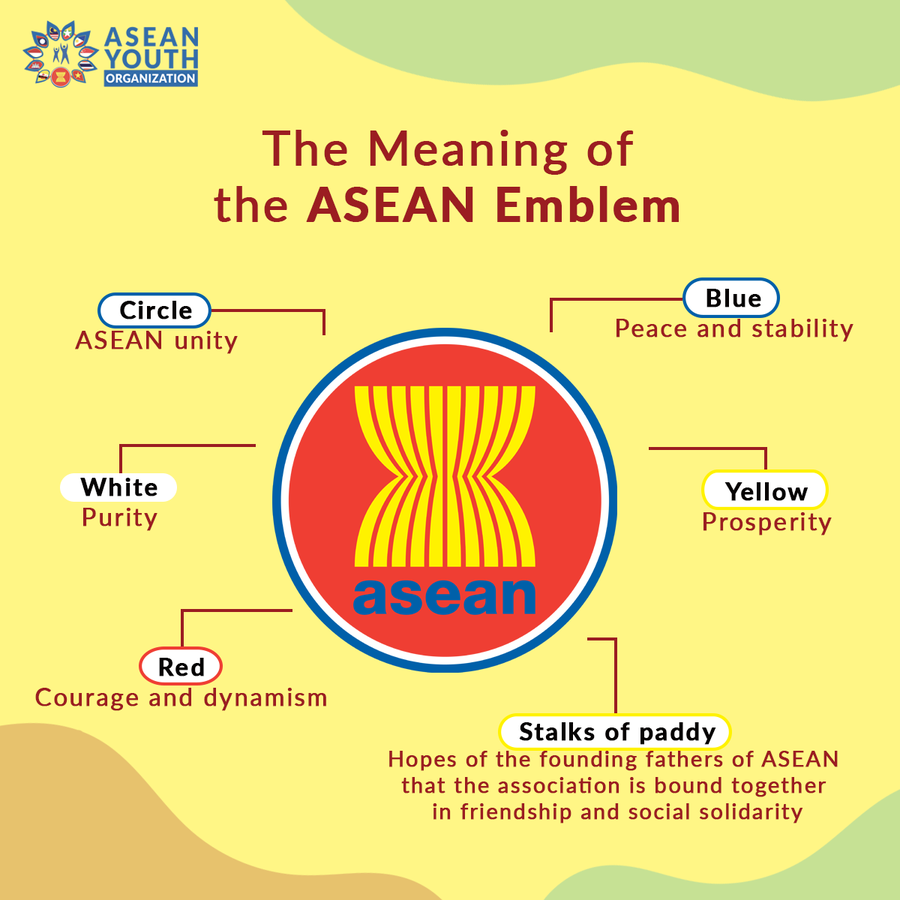 ASEAN
YOUTH
ORGANIZATION
The Meaning of
the ASEAN Emblem
Circle
ASEAN unity
Blue
Peace and stability
White
Purity
Yellow
Prosperity
asean
Red
Courage and dynamism
Stalks of paddy
Hopes of the founding fathers of ASEAN
that the association is bound together
in friendship and social solidarity